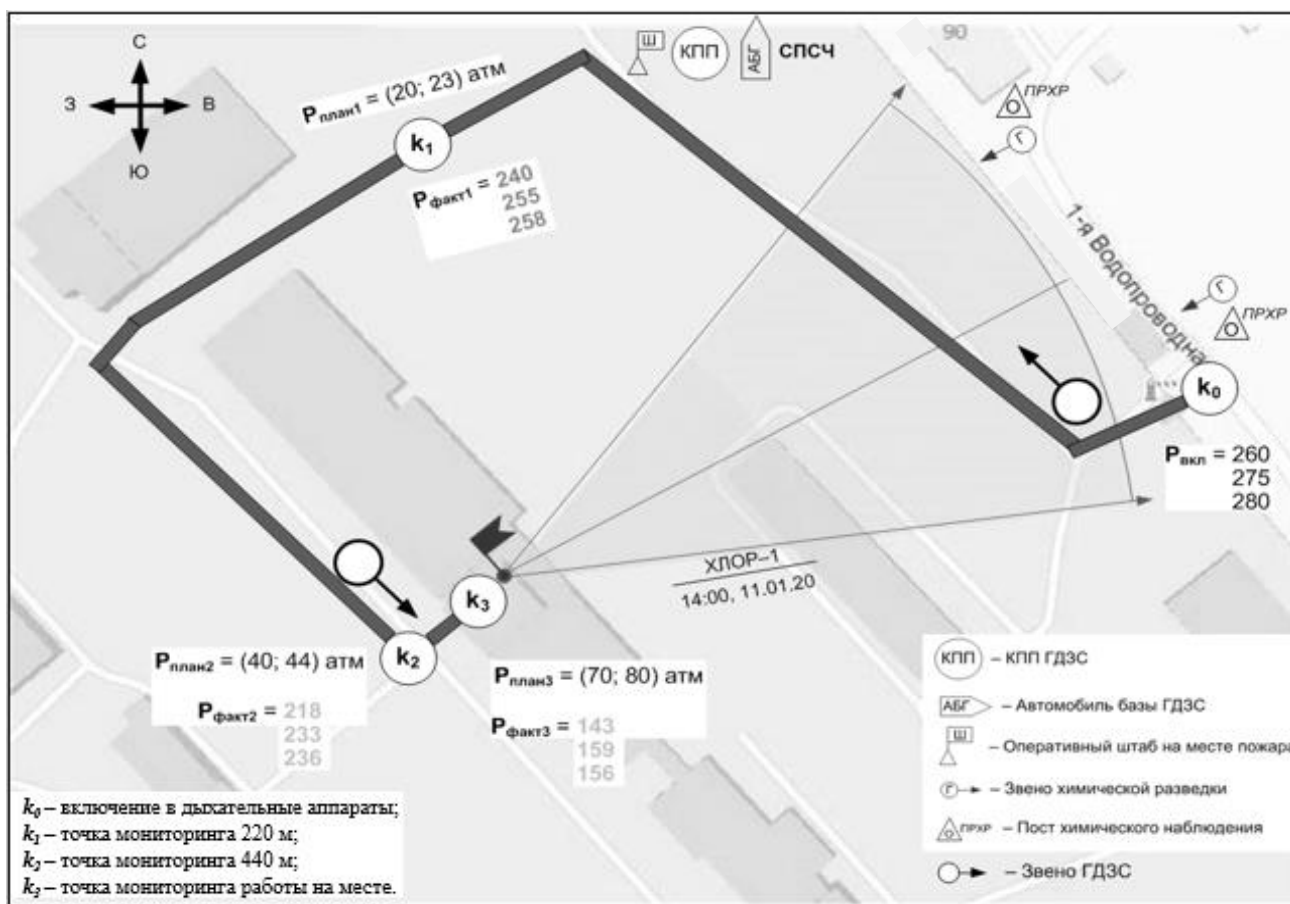 С
З
В
Ю
Ш
КПП
АБГ
СПСЧ
90
ПРХР
Г
Pплан1 = (20; 23) атм
k1
Pфакт1 = 240
255
258
1-я Водопроводна
Г
ПРХР
k0
Pвкл = 260
275
280
ХЛОР–1
14:00, 11.01.20
k3
k2
Pплан2 = (40; 44) атм
Pфакт2 = 218
233
236
Pплан3 = (70; 80) атм
Pфакт3 = 143
159
156
КПП – КПП ГДЗС
АБГ – Автомобиль базы ГДЗС
Ш – Оперативный штаб на месте пожара
Г – Звено химической разведки
ПРХР – Пост химического наблюдения
– Звено ГДЗС
k0 – включение в дыхательные аппараты;
k1 – точка мониторинга 220 м;
k2 – точка мониторинга 440 м;
k3 – точка мониторинга работы на месте.